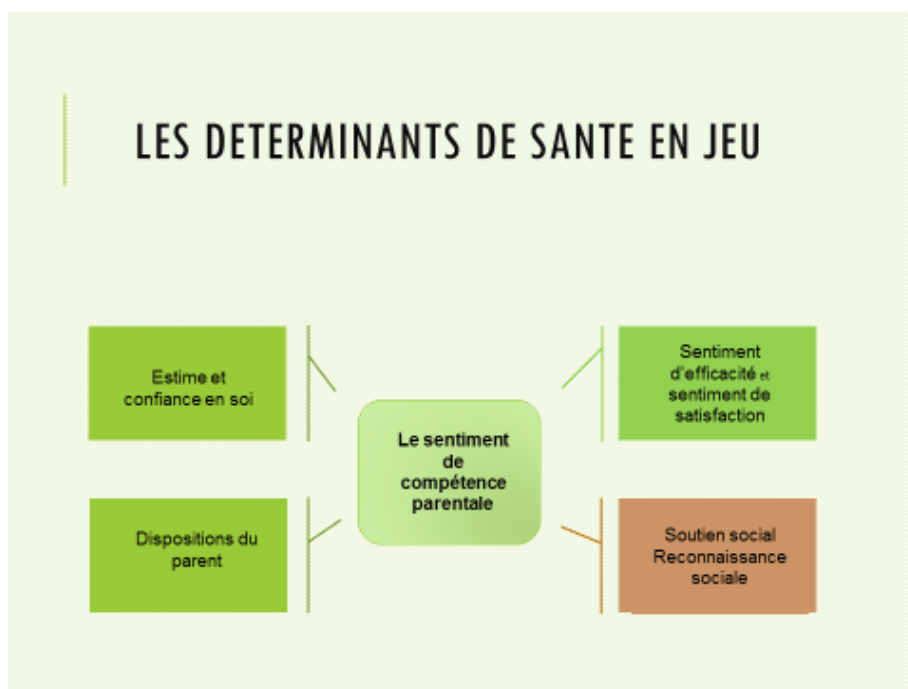 LES DETERMINANTS DE SANTE EN JEU
Estime et
confiance en soi
Sentiment
d'efficacité et
sentiment de
satisfaction
Le sentiment
de
compétence
parentale
Dispositions du
parent
Soutien social
Reconnaissance
sociale